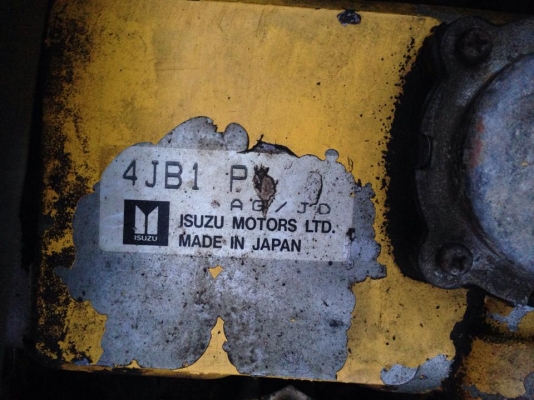 4JB1 P
AG/JD
ISUZU MOTORS LTD.
ISUZU MADE IN JAPAN